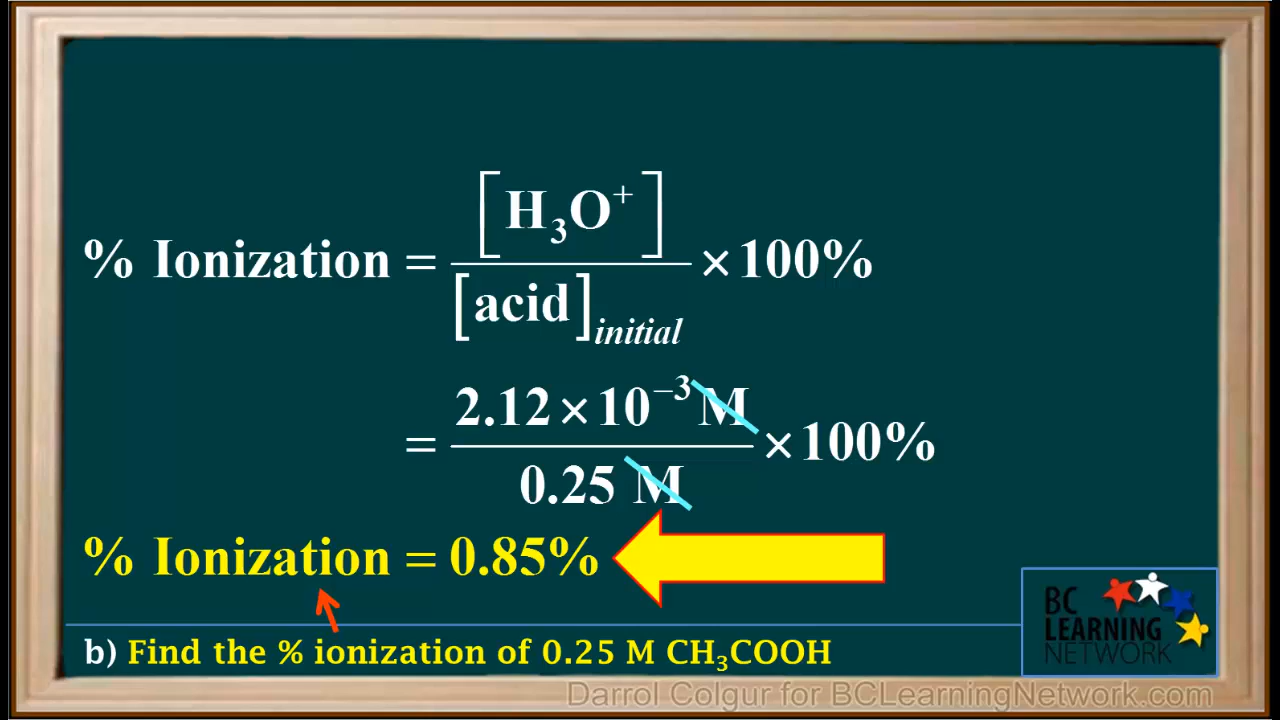 % Ionization = [H₃O⁺] / [acid]initial × 100%
= 2.12 × 10⁻³ M / 0.25 M × 100%
% Ionization = 0.85%
b) Find the % ionization of 0.25 M CH₃COOH
BC
LEARNING
NETWORK
Darrol Colgur for BCLearningNetwork.com